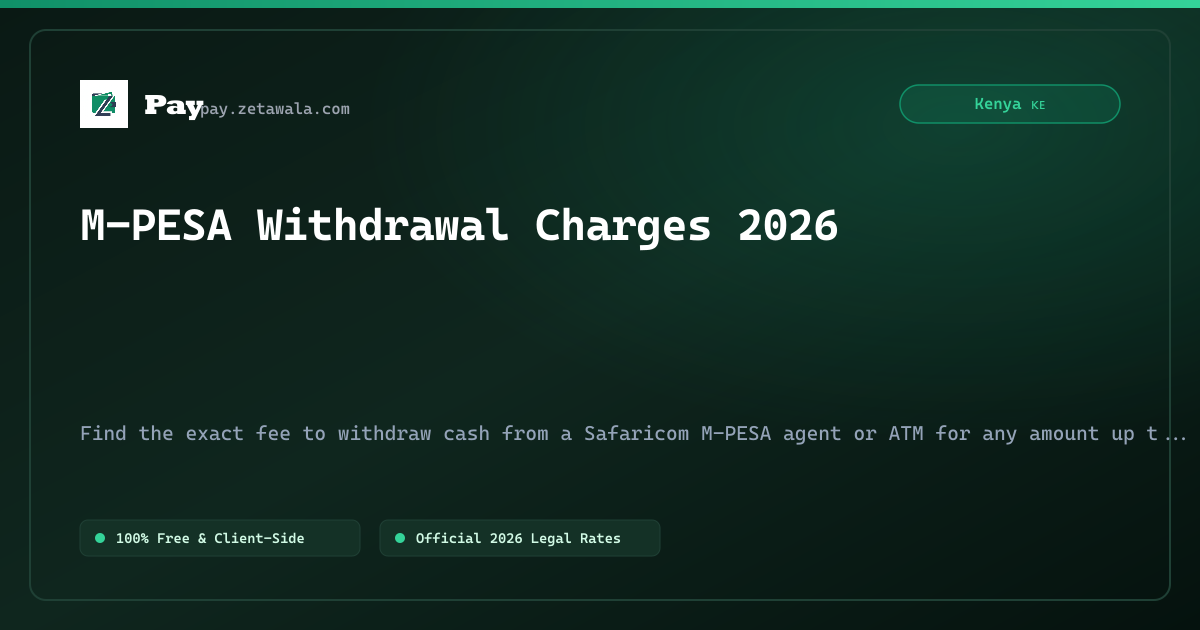 Pay pay.zetawala.com
Kenya KE
M-PESA Withdrawal Charges 2026
Find the exact fee to withdraw cash from a Safaricom M-PESA agent or ATM for any amount up t...
100% Free & Client-Side
Official 2026 Legal Rates